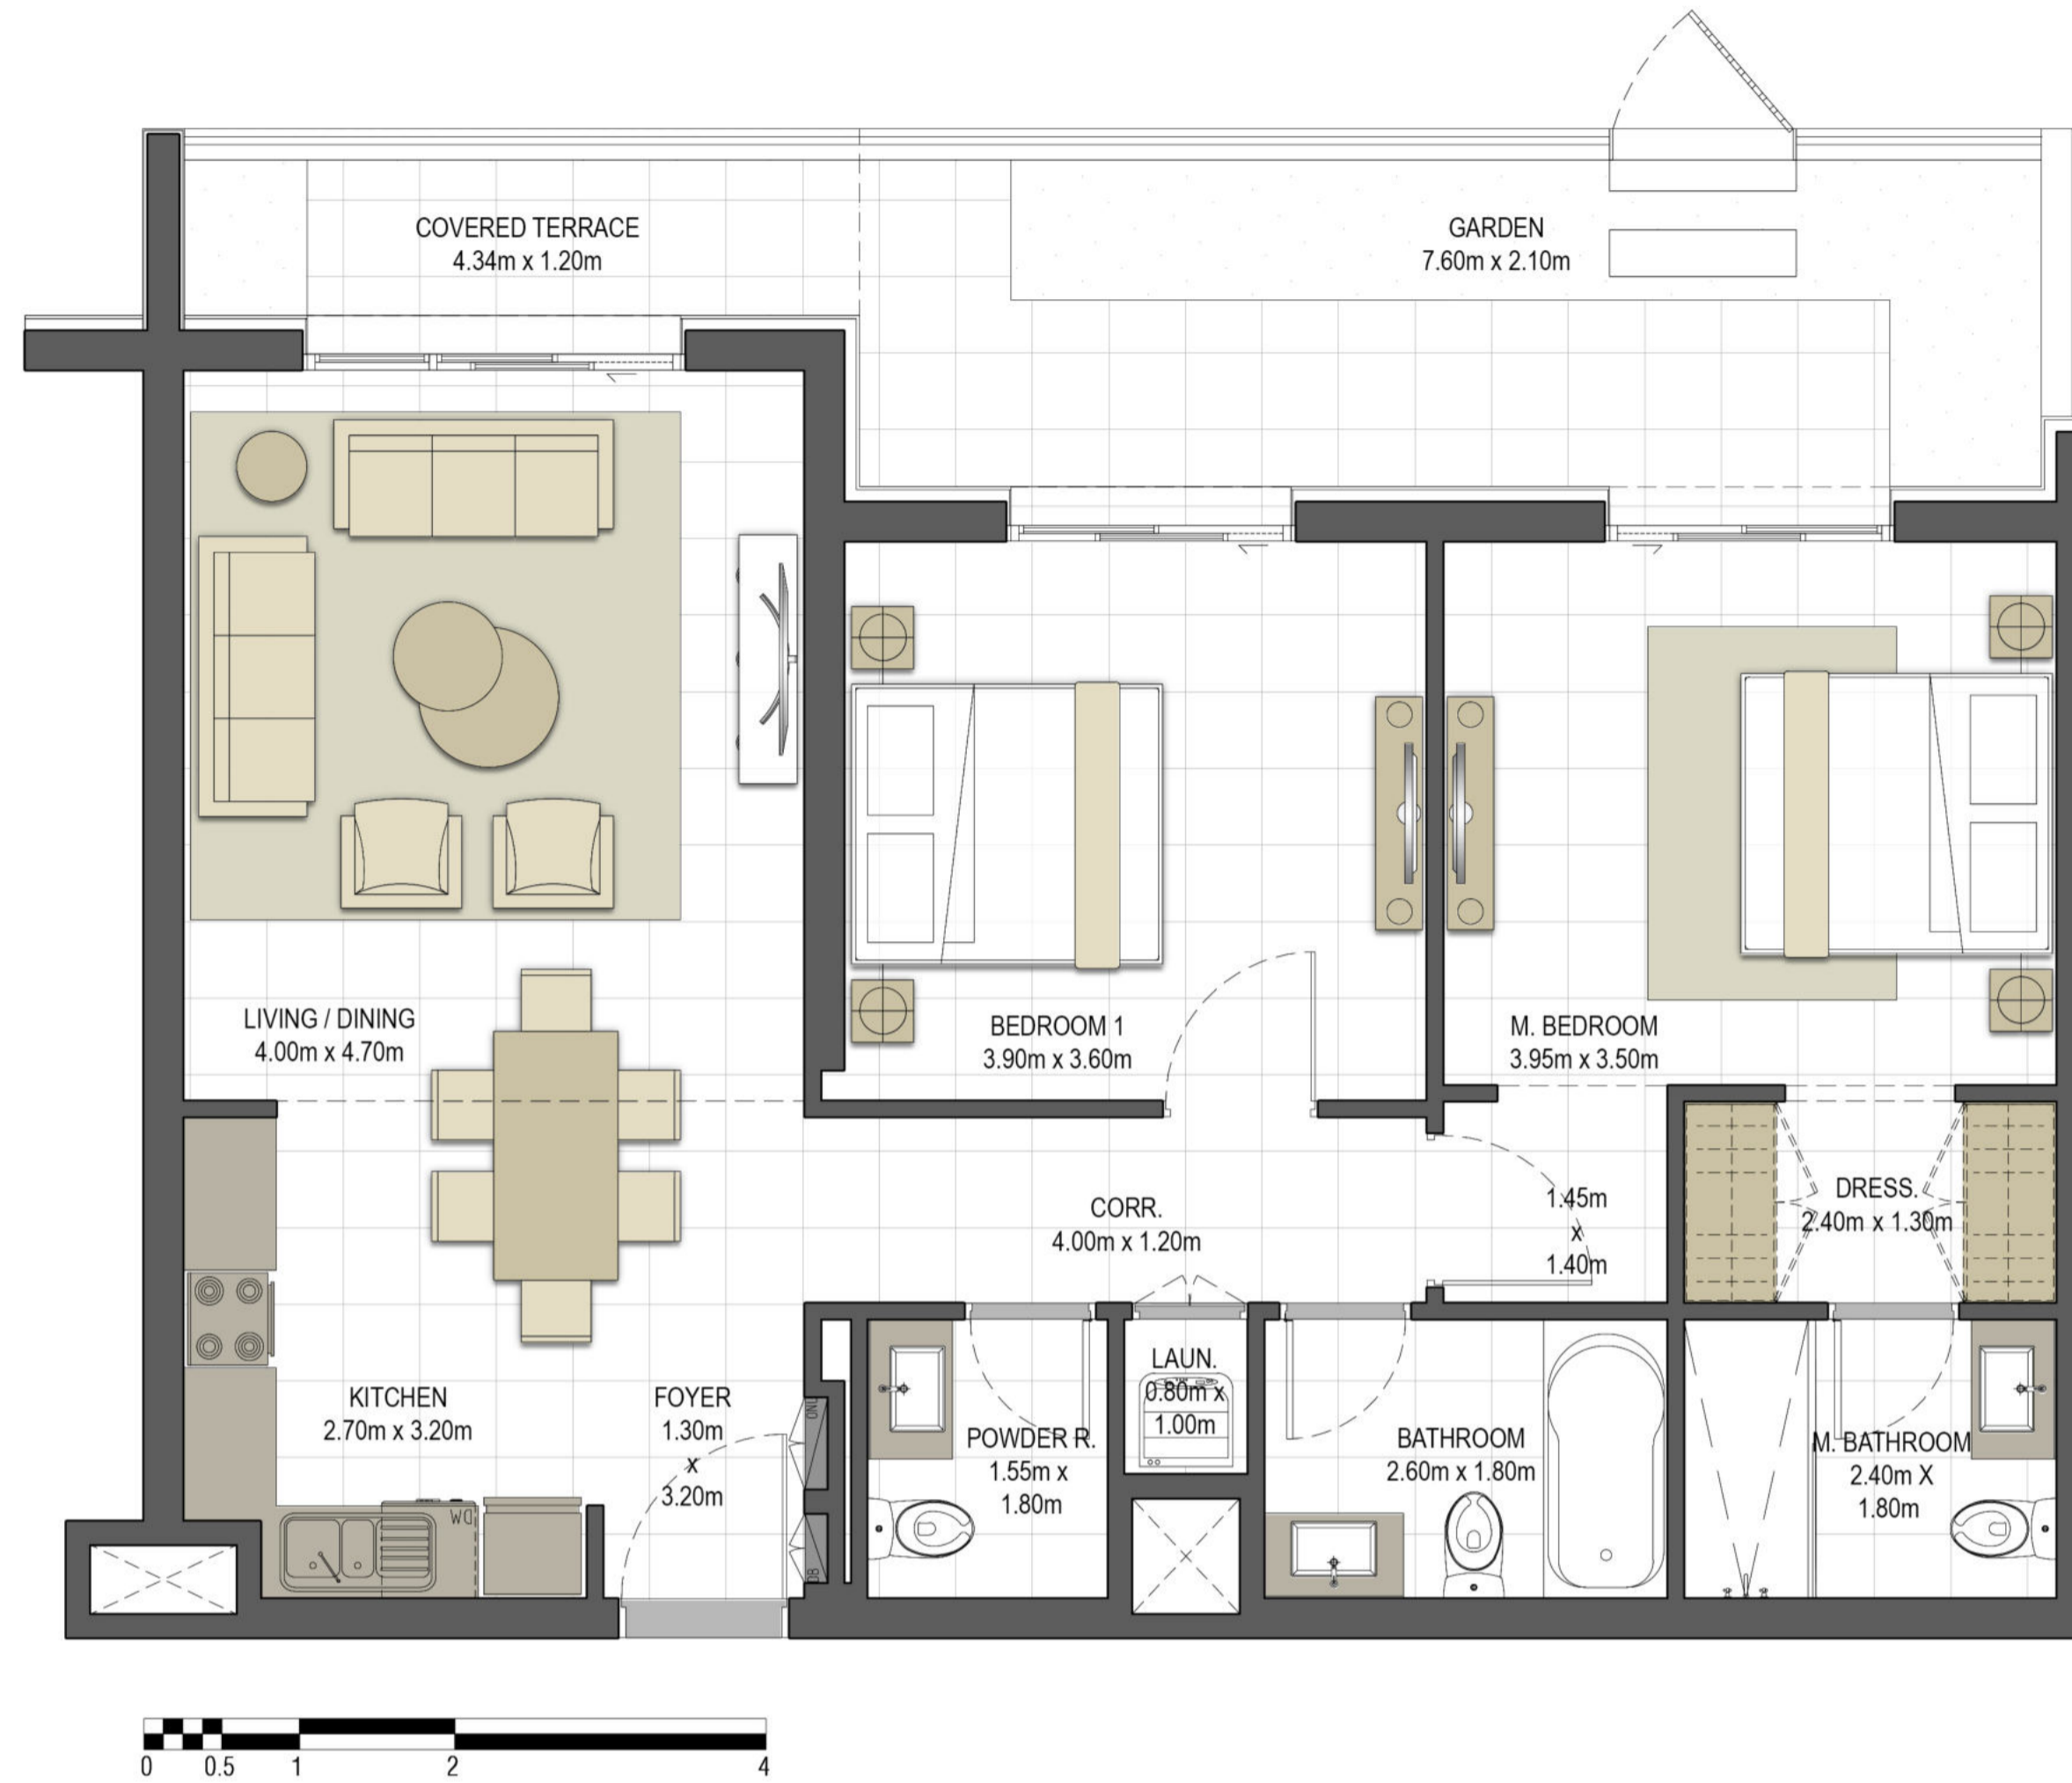 COVERED TERRACE
4.34m x 1.20m
GARDEN
7.60m x 2.10m
LIVING / DINING
4.00m x 4.70m
BEDROOM 1
3.90m x 3.60m
M. BEDROOM
3.95m x 3.50m
CORR.
4.00m x 1.20m
1.45m
x
1.40m
DRESS.
2.40m x 1.30m
KITCHEN
2.70m x 3.20m
FOYER
1.30m
x
3.20m
POWDER R.
1.55m x
1.80m
LAUN.
0.80m x
1.00m
BATHROOM
2.60m x 1.80m
M. BATHROOM
2.40m X
1.80m
DW
DB
0 0.5 1 2 4